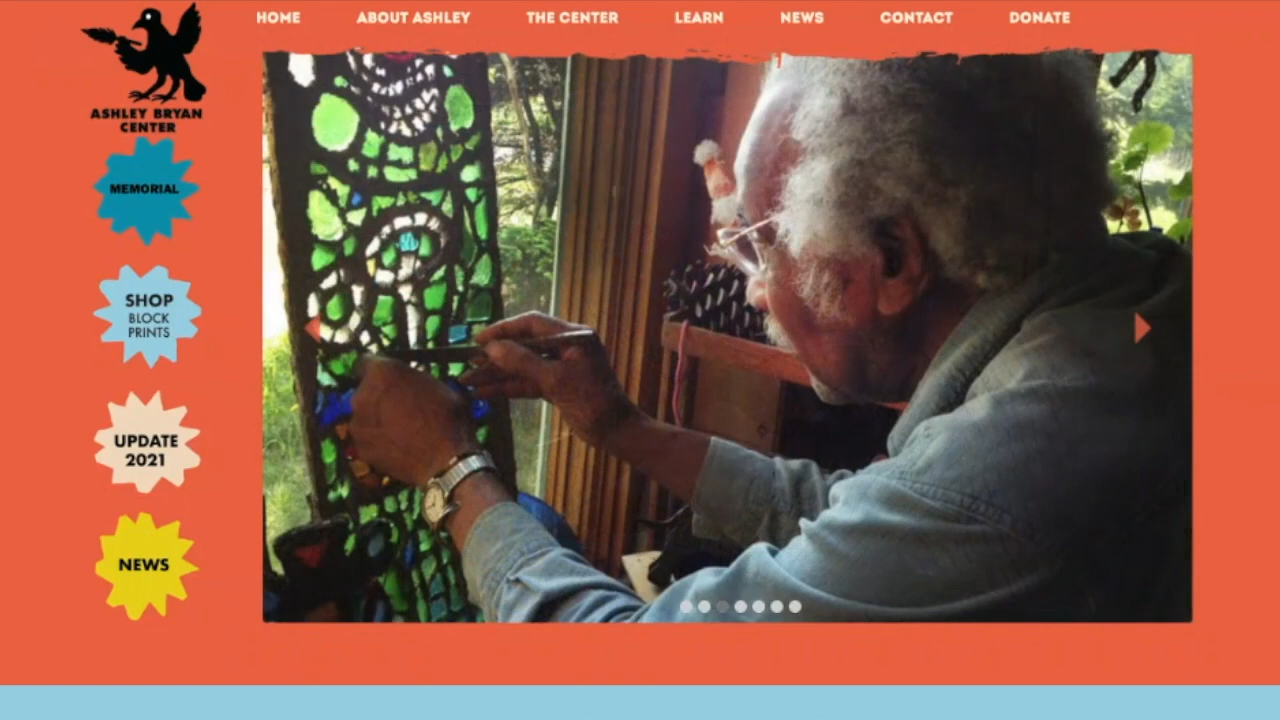 HOME ABOUT ASHLEY THE CENTER LEARN NEWS CONTACT DONATE
ASHLEY BRYAN
CENTER
MEMORIAL
SHOP
BLOCK
PRINTS
UPDATE
2021
NEWS